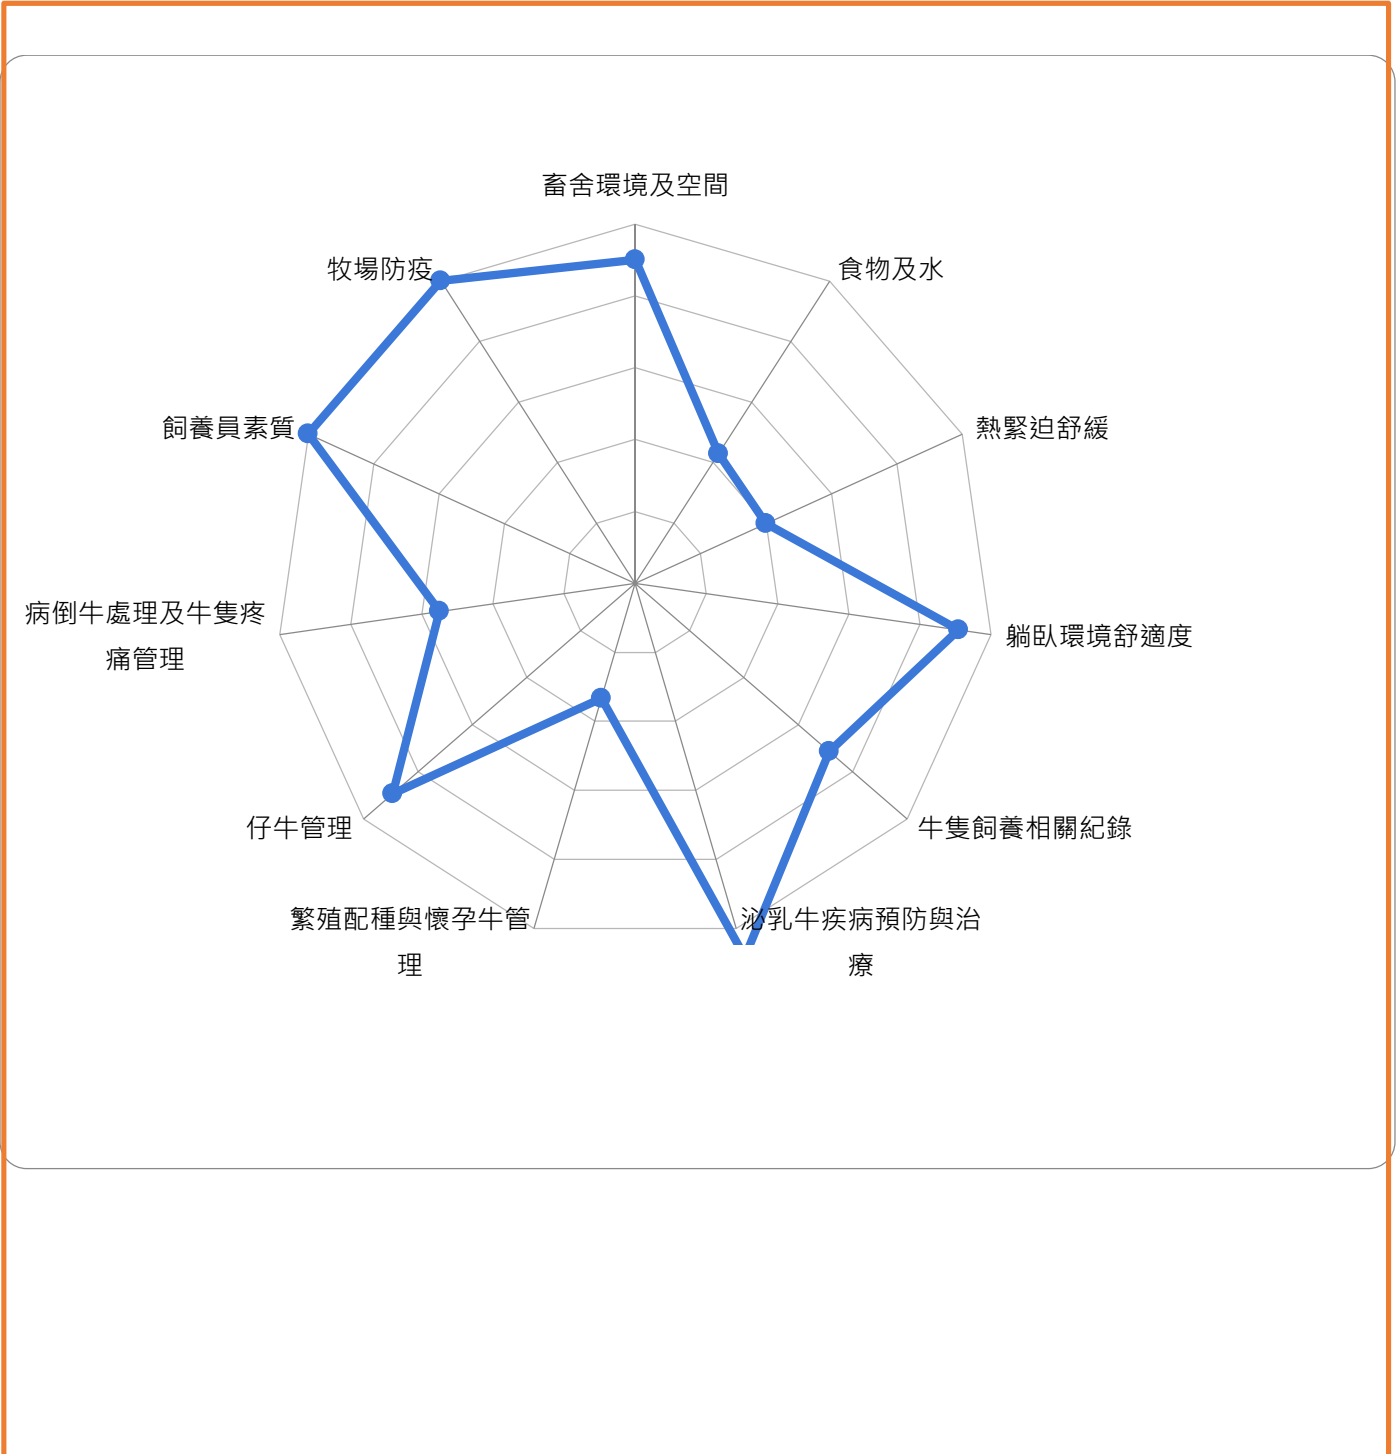 畜舍環境及空間
牧場防疫
食物及水
飼養員素質
熱緊迫舒緩
病倒牛處理及牛隻疼
痛管理
躺臥環境舒適度
仔牛管理
牛隻飼養相關紀錄
繁殖配種與懷孕牛管
理
泌乳牛疾病預防與治
療